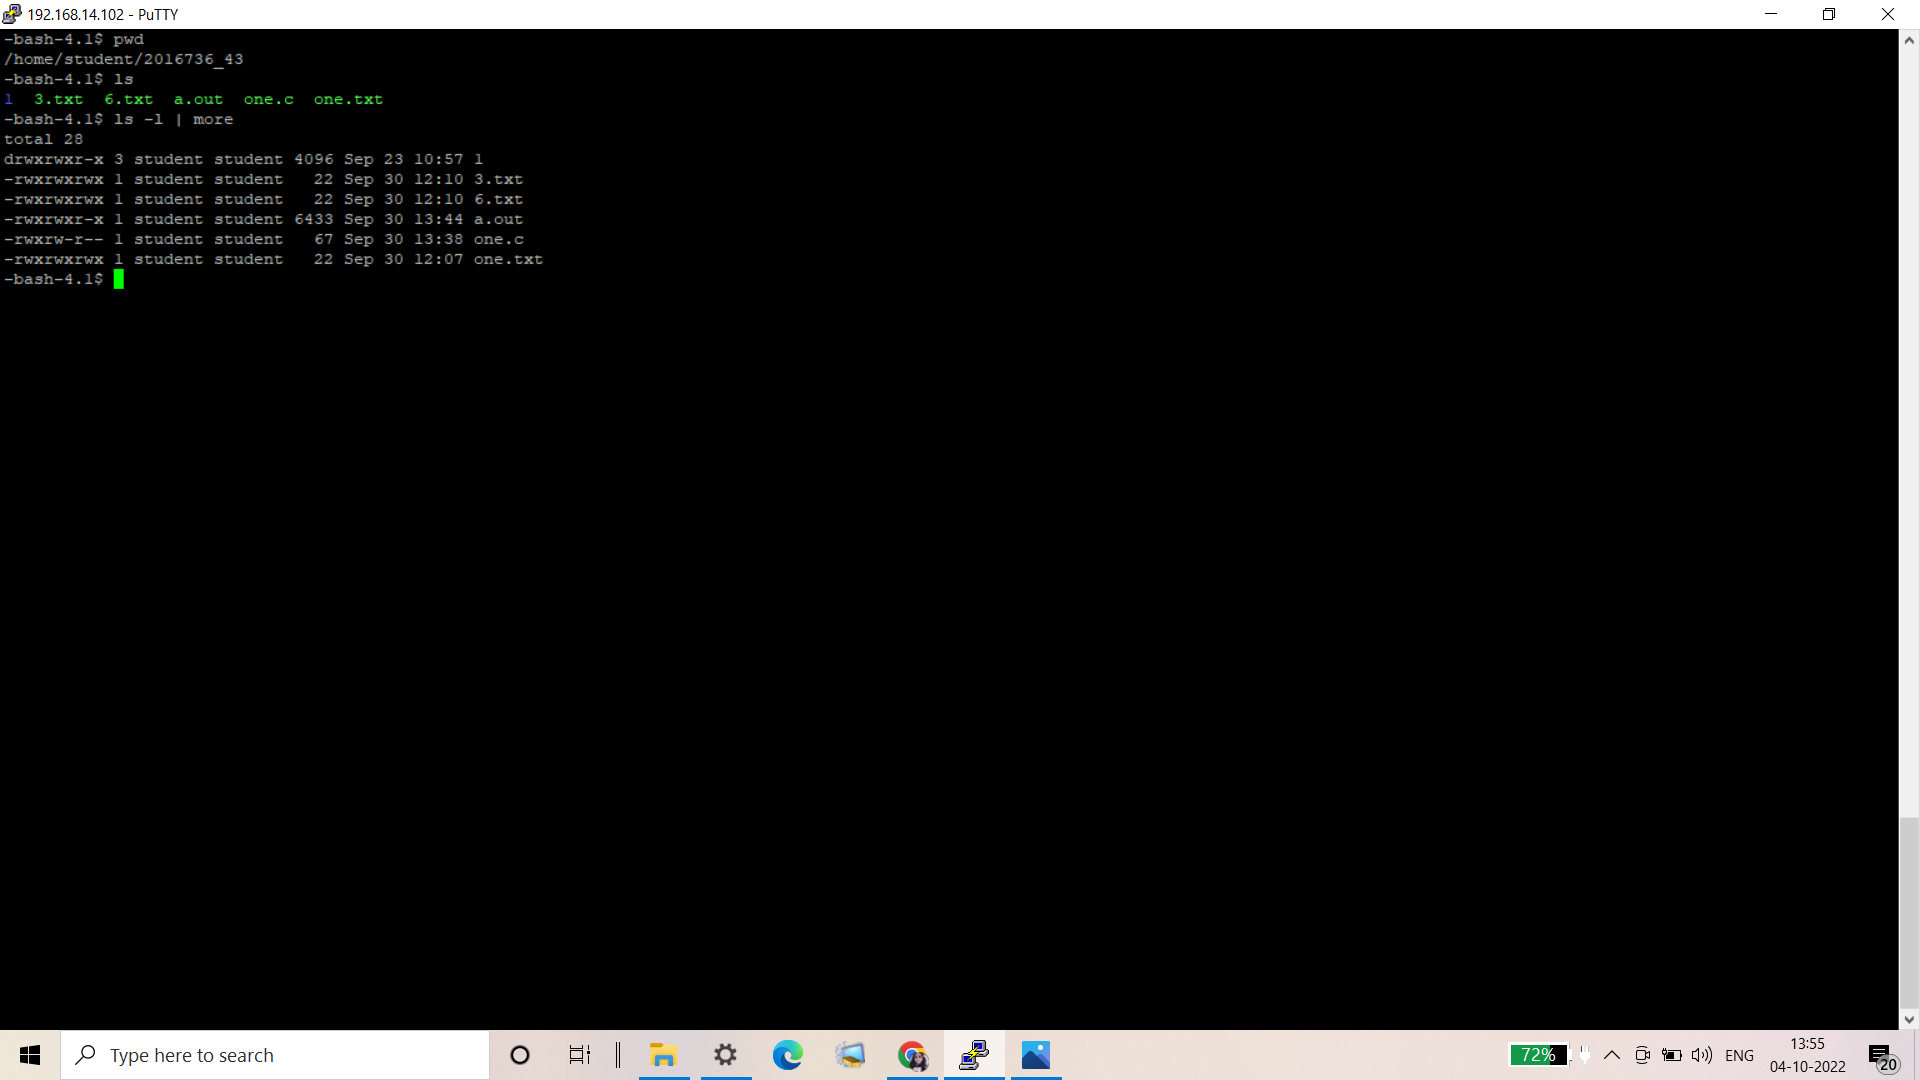 192.168.14.102 - PuTTY
-bash-4.1$ pwd
/home/student/2016736_43
-bash-4.1$ ls
1  3.txt  6.txt  a.out  one.c  one.txt
-bash-4.1$ ls -l | more
total 28
drwxrwxr-x 3 student student 4096 Sep 23 10:57 1
-rwxrwxrwx 1 student student   22 Sep 30 12:10 3.txt
-rwxrwxrwx 1 student student   22 Sep 30 12:10 6.txt
-rwxrwxr-x 1 student student 6433 Sep 30 13:44 a.out
-rwxrw-r-- 1 student student   67 Sep 30 13:38 one.c
-rwxrwxrwx 1 student student   22 Sep 30 12:07 one.txt
-bash-4.1$
Type here to search
72%
ENG
13:55
04-10-2022
20